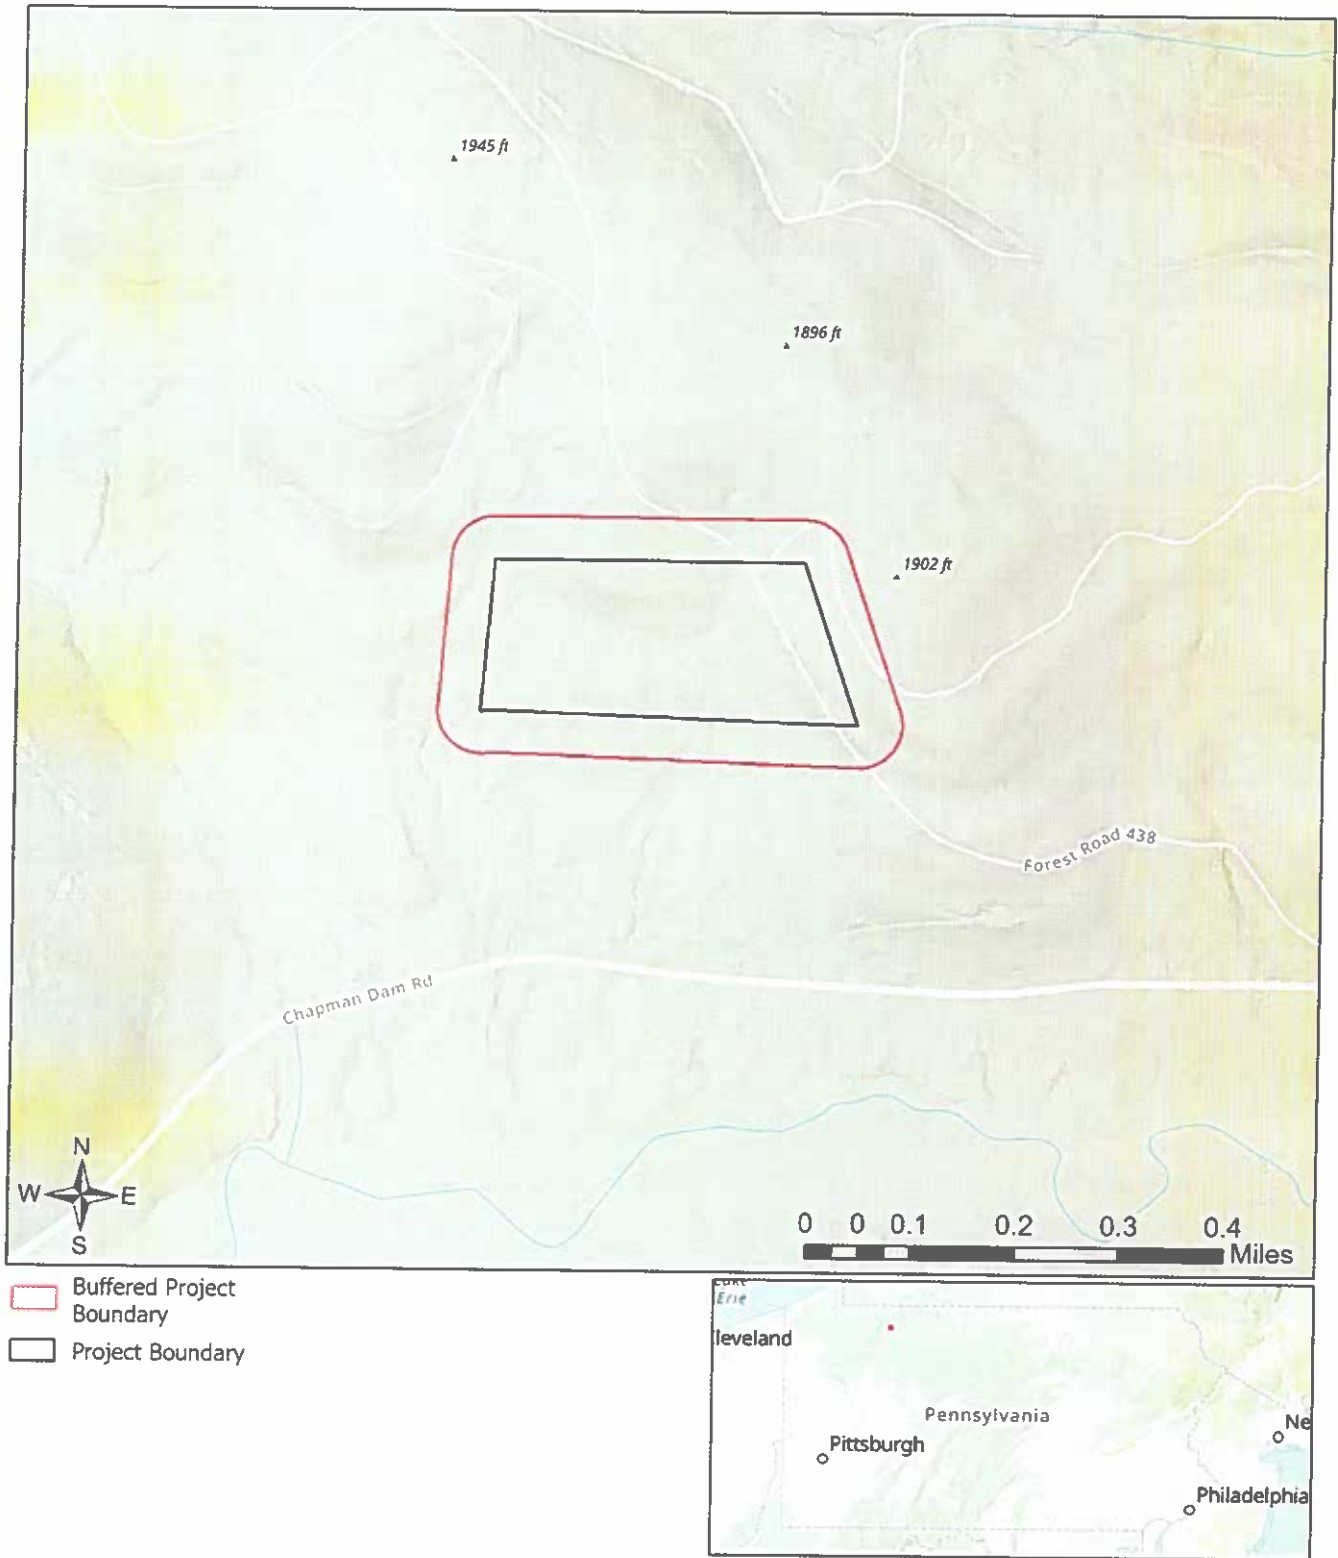 1945 ft
1896 ft
1902 ft
Forest Road 438
Chapman Dam Rd
N
W E
S
0 0 0.1 0.2 0.3 0.4
Miles
Buffered Project
Boundary
Project Boundary
Lake
Erie
leveland
Pennsylvania
Pittsburgh
Ne
Philadelphia